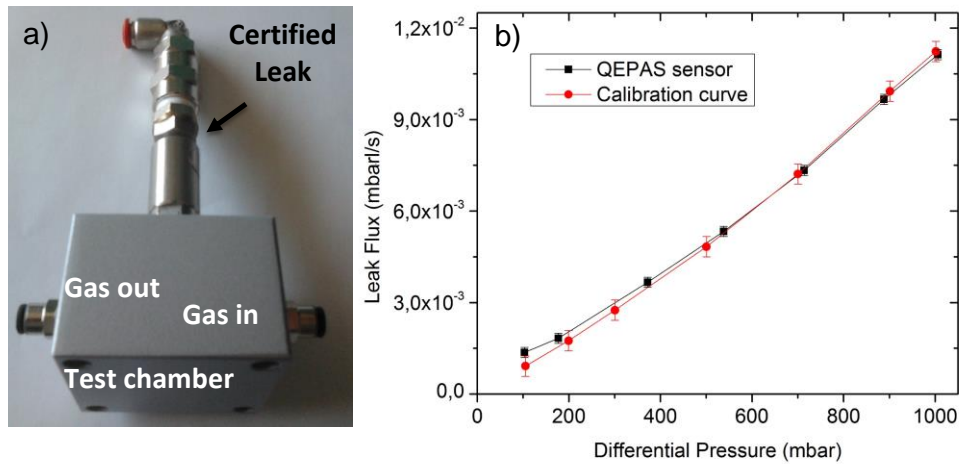 a)
Certified
Leak
Gas out
Gas in
Test chamber
b)
QEPAS sensor
Calibration curve
Leak Flux (mbarl/s)
1,2x10⁻²
9,0x10⁻³
6,0x10⁻³
3,0x10⁻³
0,0
0 200 400 600 800 1000
Differential Pressure (mbar)